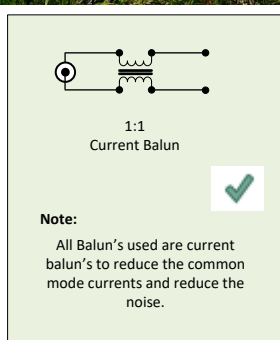 1:1
Current Balun
Note:
All Balun's used are current
balun's to reduce the common
mode currents and reduce the
noise.